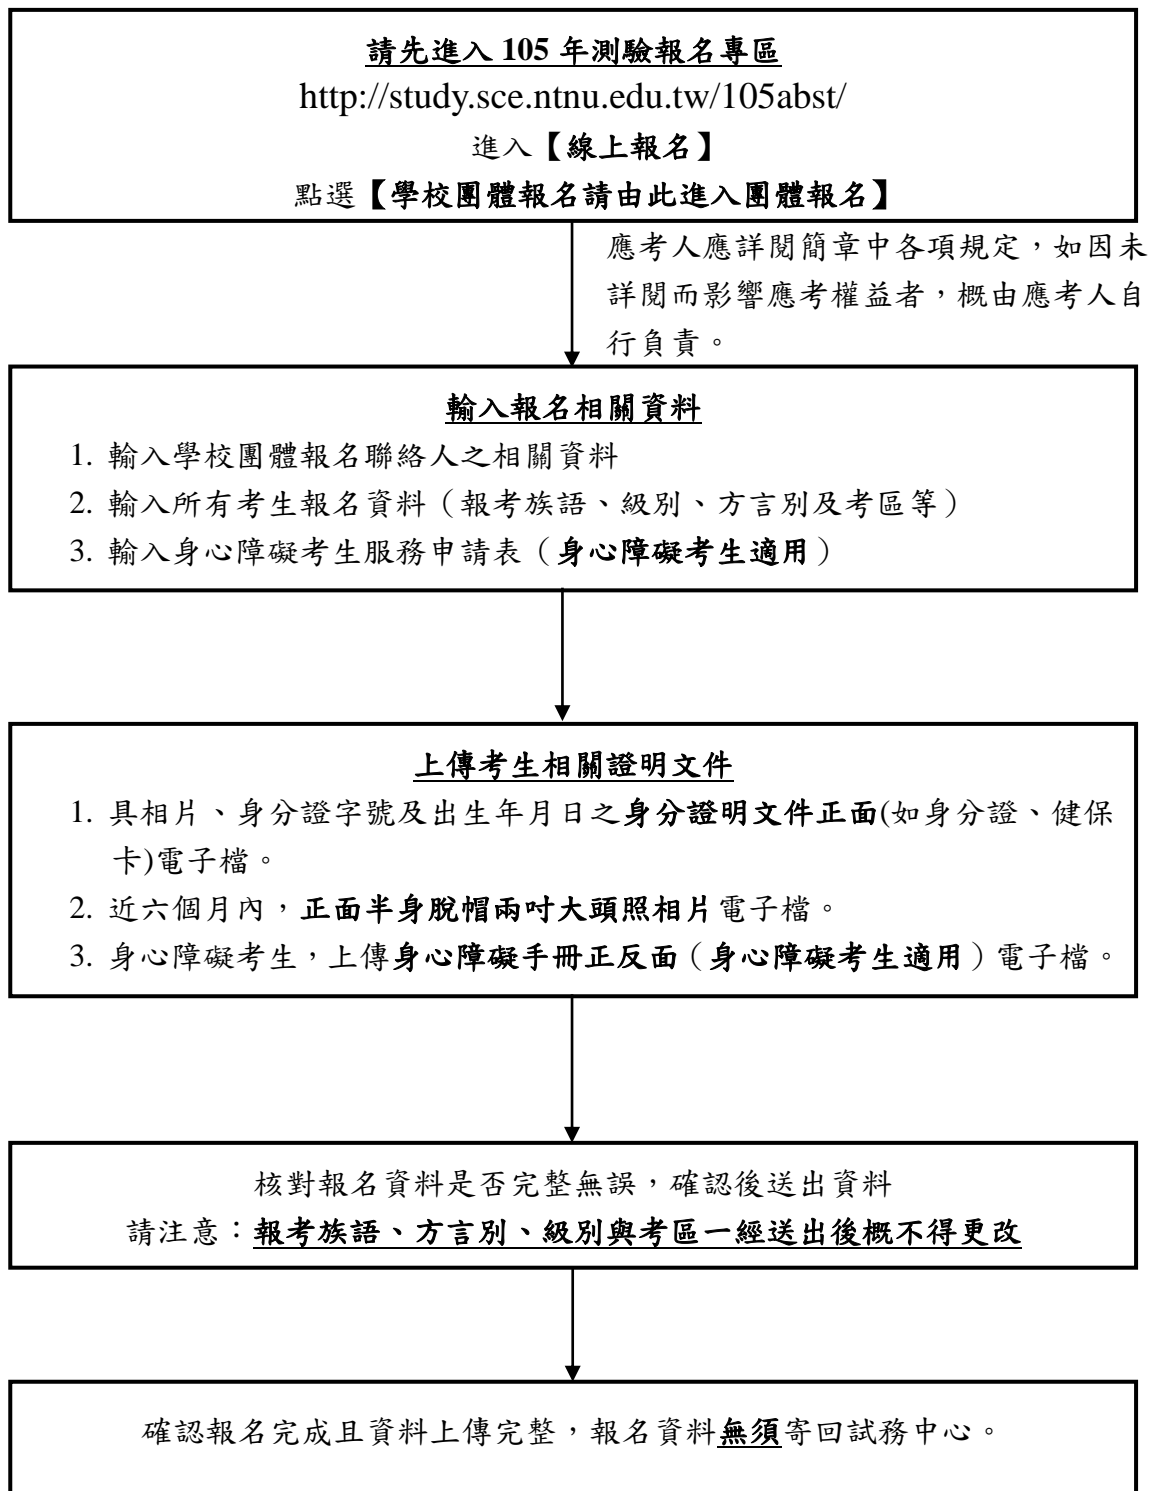 請先進入 105 年測驗報名專區
http://study.sce.ntnu.edu.tw/105abst/
進入【線上報名】
點選【學校團體報名請由此進入團體報名】
應考人應詳閱簡章中各項規定，如因未
詳閱而影響應考權益者，概由應考人自
行負責。
輸入報名相關資料
1. 輸入學校團體報名聯絡人之相關資料
2. 輸入所有考生報名資料（報考族語、級別、方言別及考區等）
3. 輸入身心障礙考生服務申請表（身心障礙考生適用）
上傳考生相關證明文件
1. 具相片、身分證字號及出生年月日之身分證明文件正面(如身分證、健保
卡)電子檔。
2. 近六個月內，正面半身脫帽兩吋大頭照相片電子檔。
3. 身心障礙考生，上傳身心障礙手冊正反面（身心障礙考生適用）電子檔。
核對報名資料是否完整無誤，確認後送出資料
請注意：報考族語、方言別、級別與考區一經送出後概不得更改
確認報名完成且資料上傳完整，報名資料無須寄回試務中心。